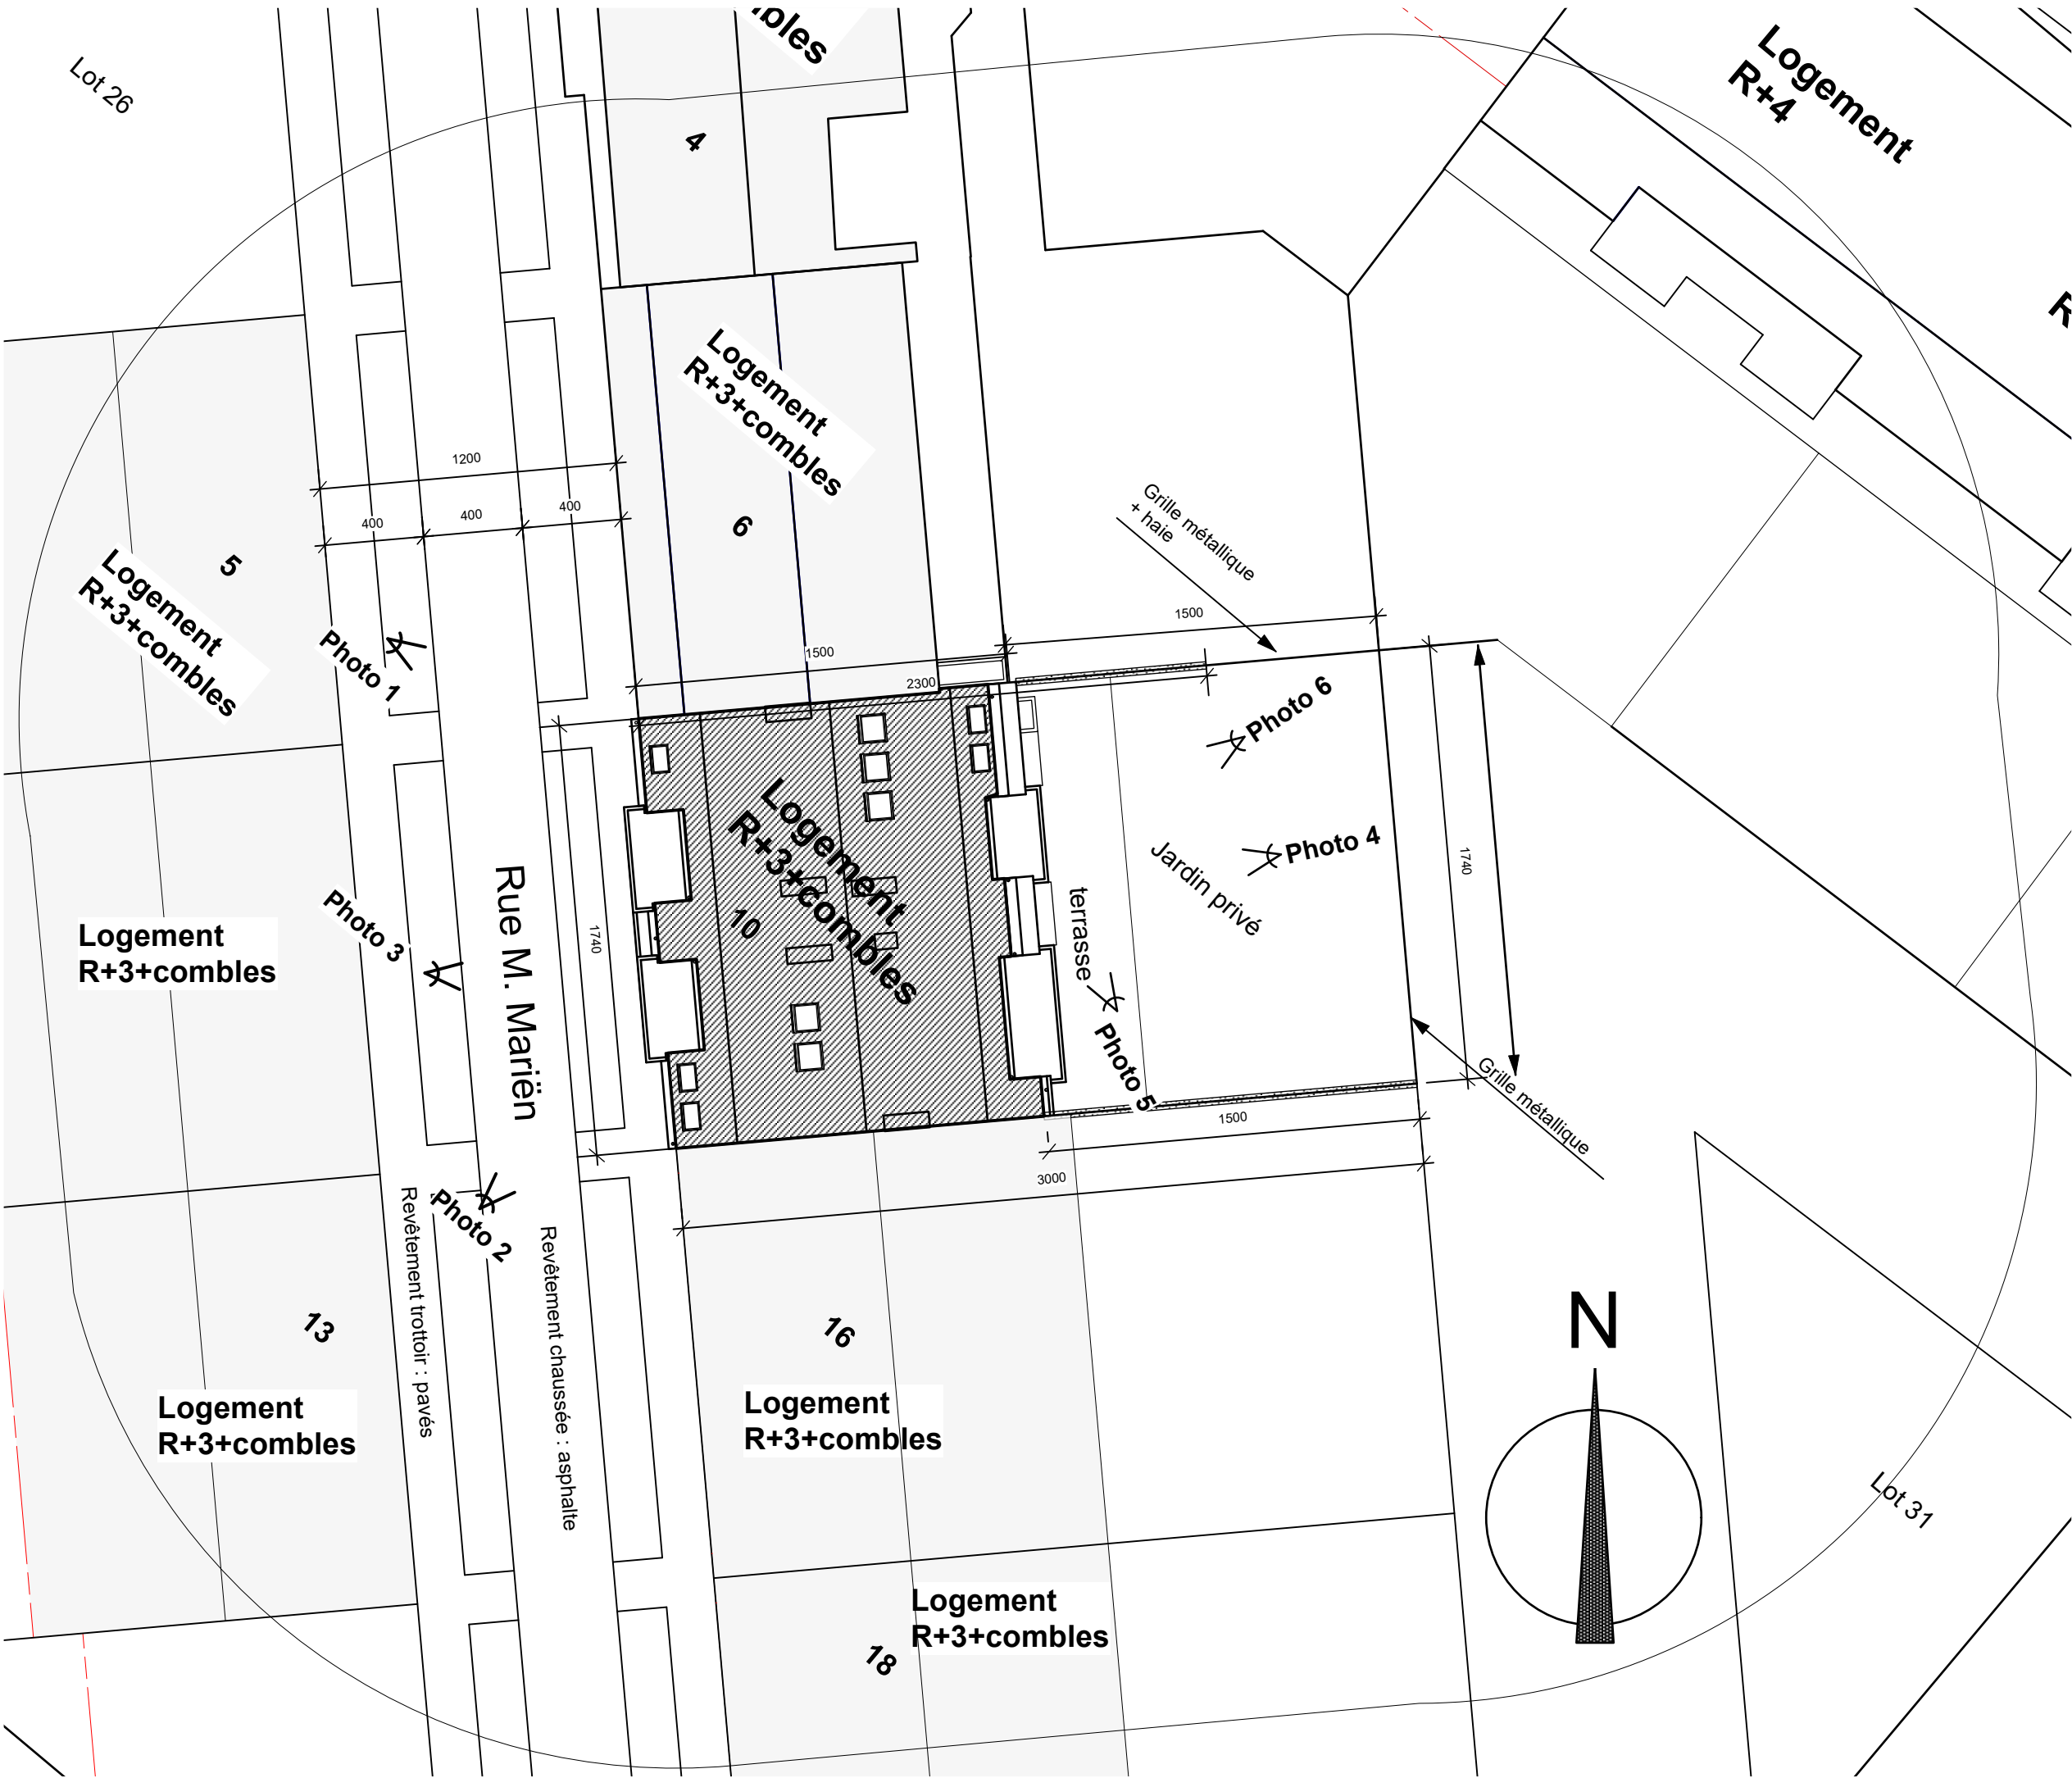 mbles
Lot 26
Logement
R+4
4
Logement
R+3+combles
6
1200
400
400
400
5
Logement
R+3+combles
Grille métallique
+ haie
1500
1500
2300
Photo 1
Photo 6
Logement
R+3+combles
10
Photo 4
Jardin privé
1740
terrasse
Photo 3
Rue M. Mariën
1740
Logement
R+3+combles
Photo 5
Grille métallique
1500
3000
Photo 2
Revêtement trottoir : pavés
Revêtement chaussée : asphalte
13
Logement
R+3+combles
16
Logement
R+3+combles
N
Lot 31
Logement
R+3+combles
18